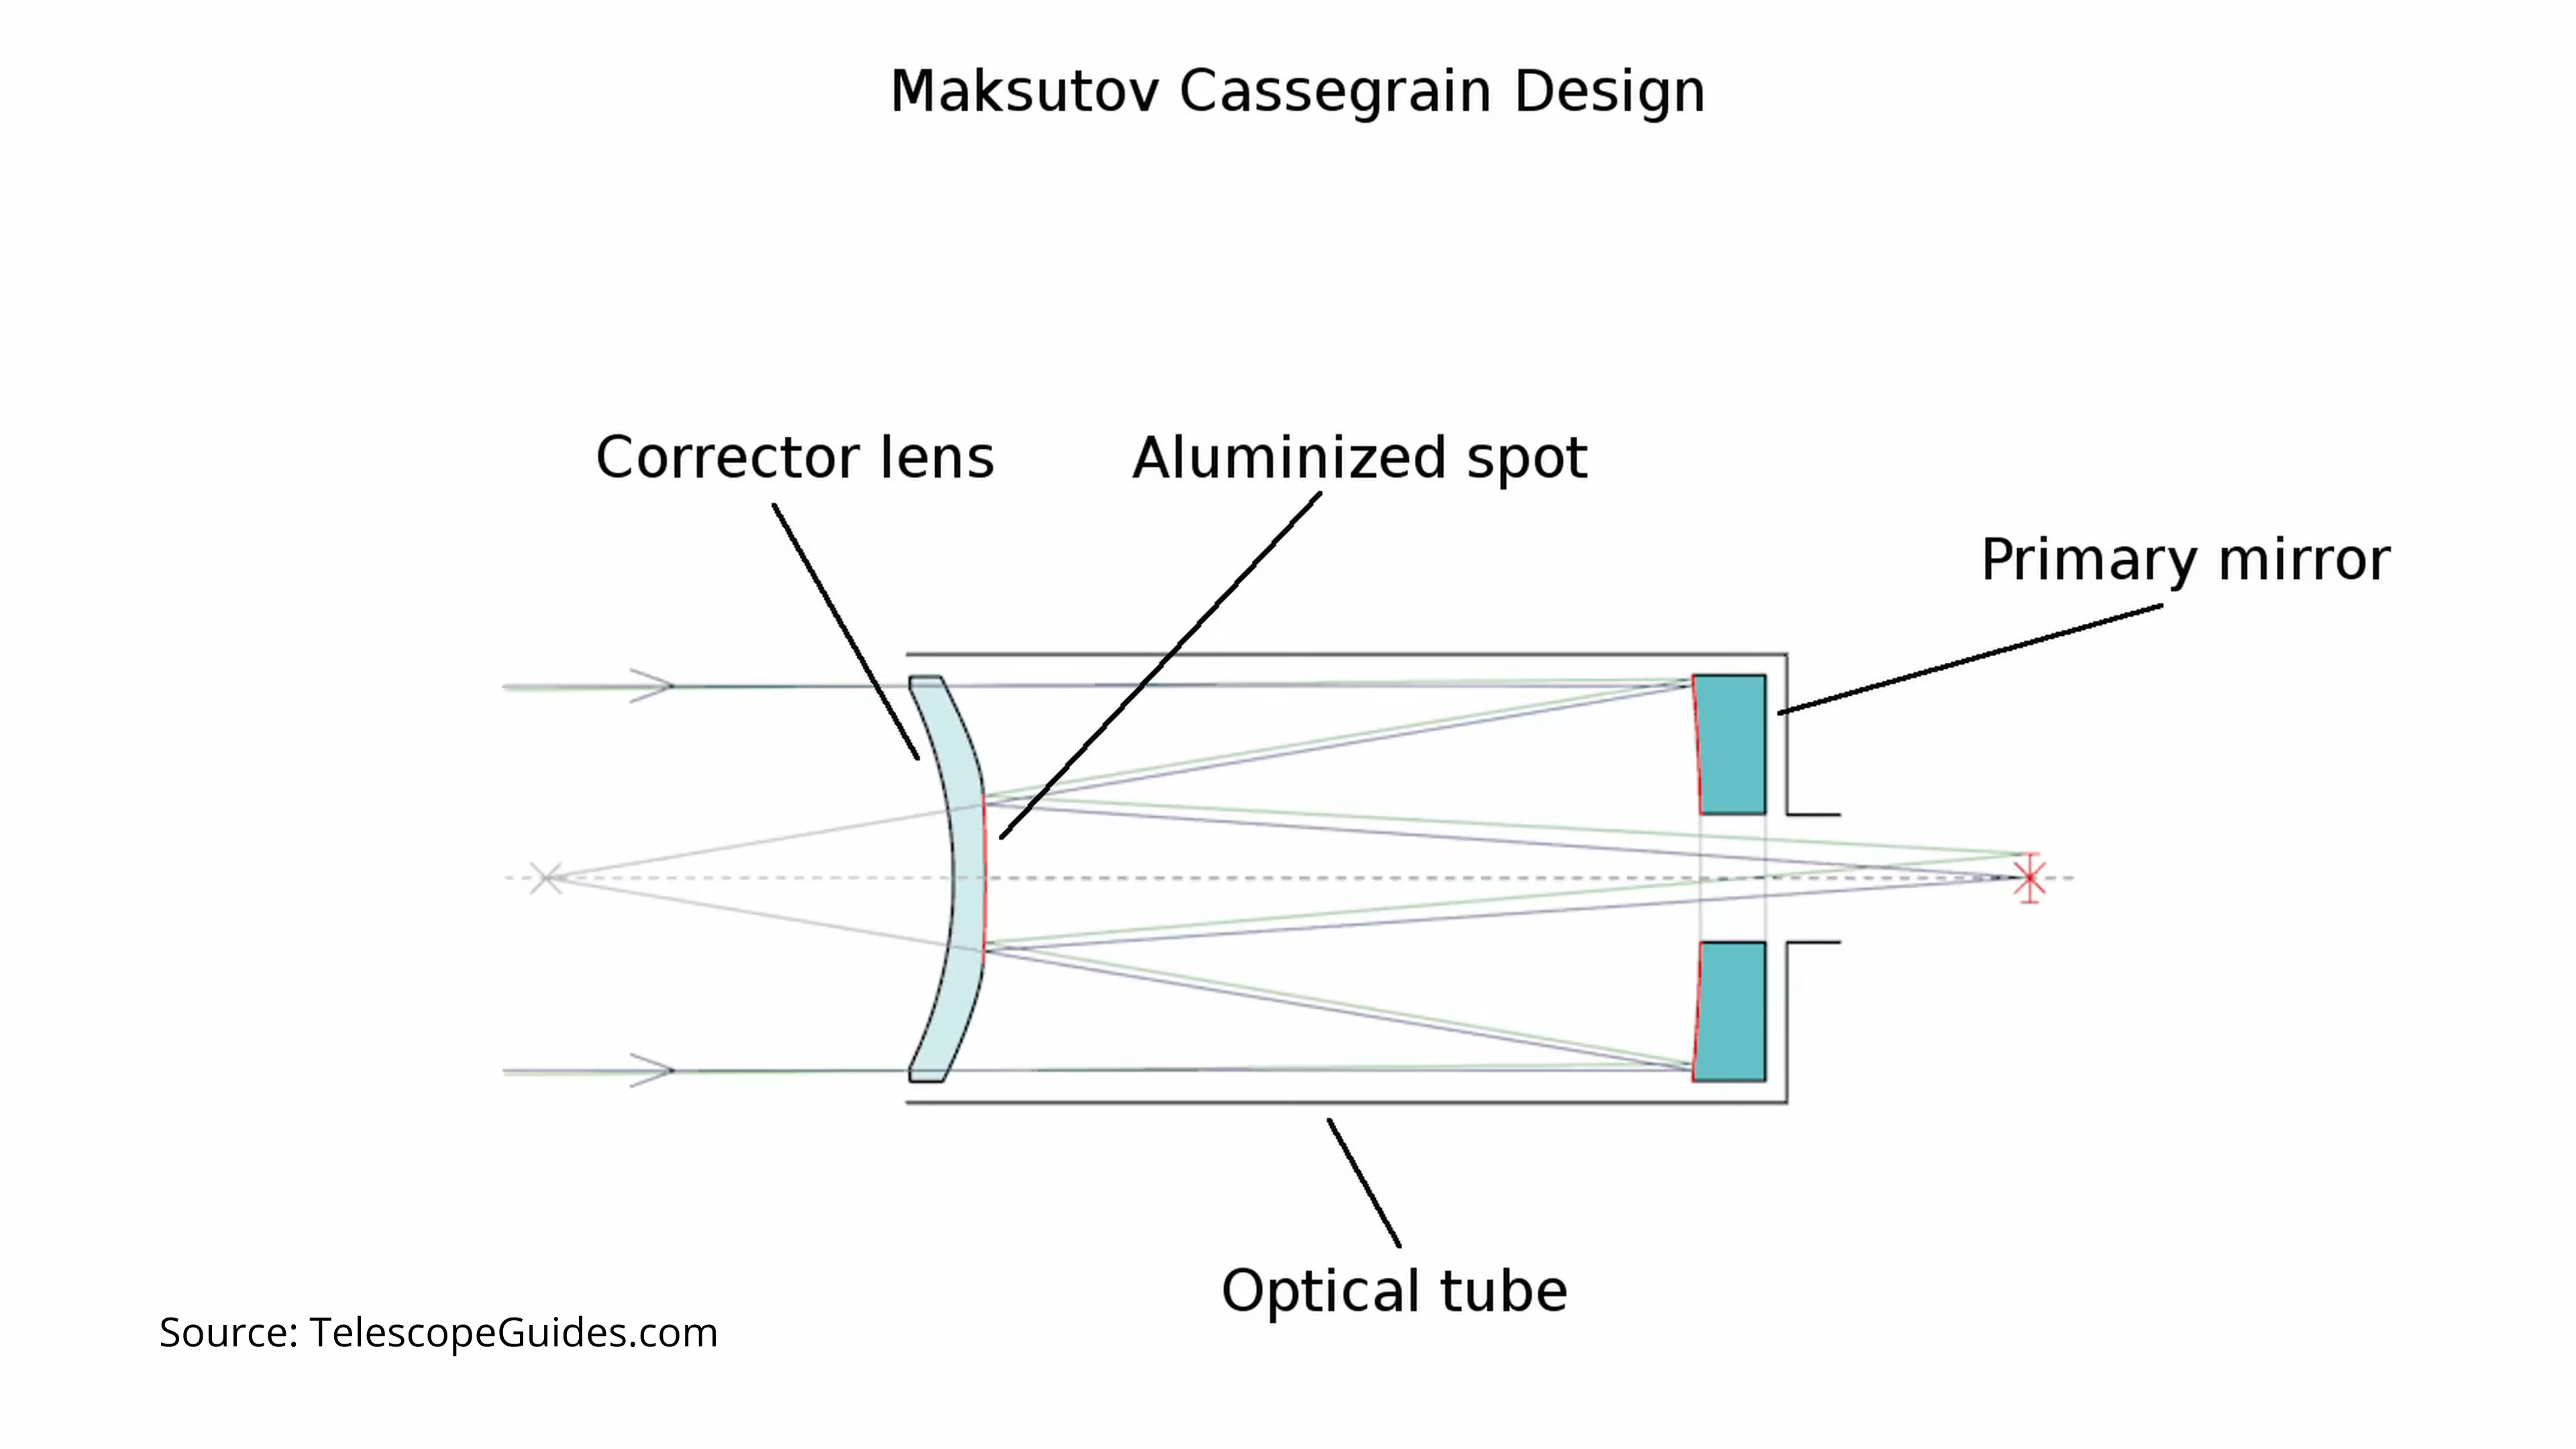 Maksutov Cassegrain Design
Corrector lens
Aluminized spot
Primary mirror
Optical tube
Source: TelescopeGuides.com